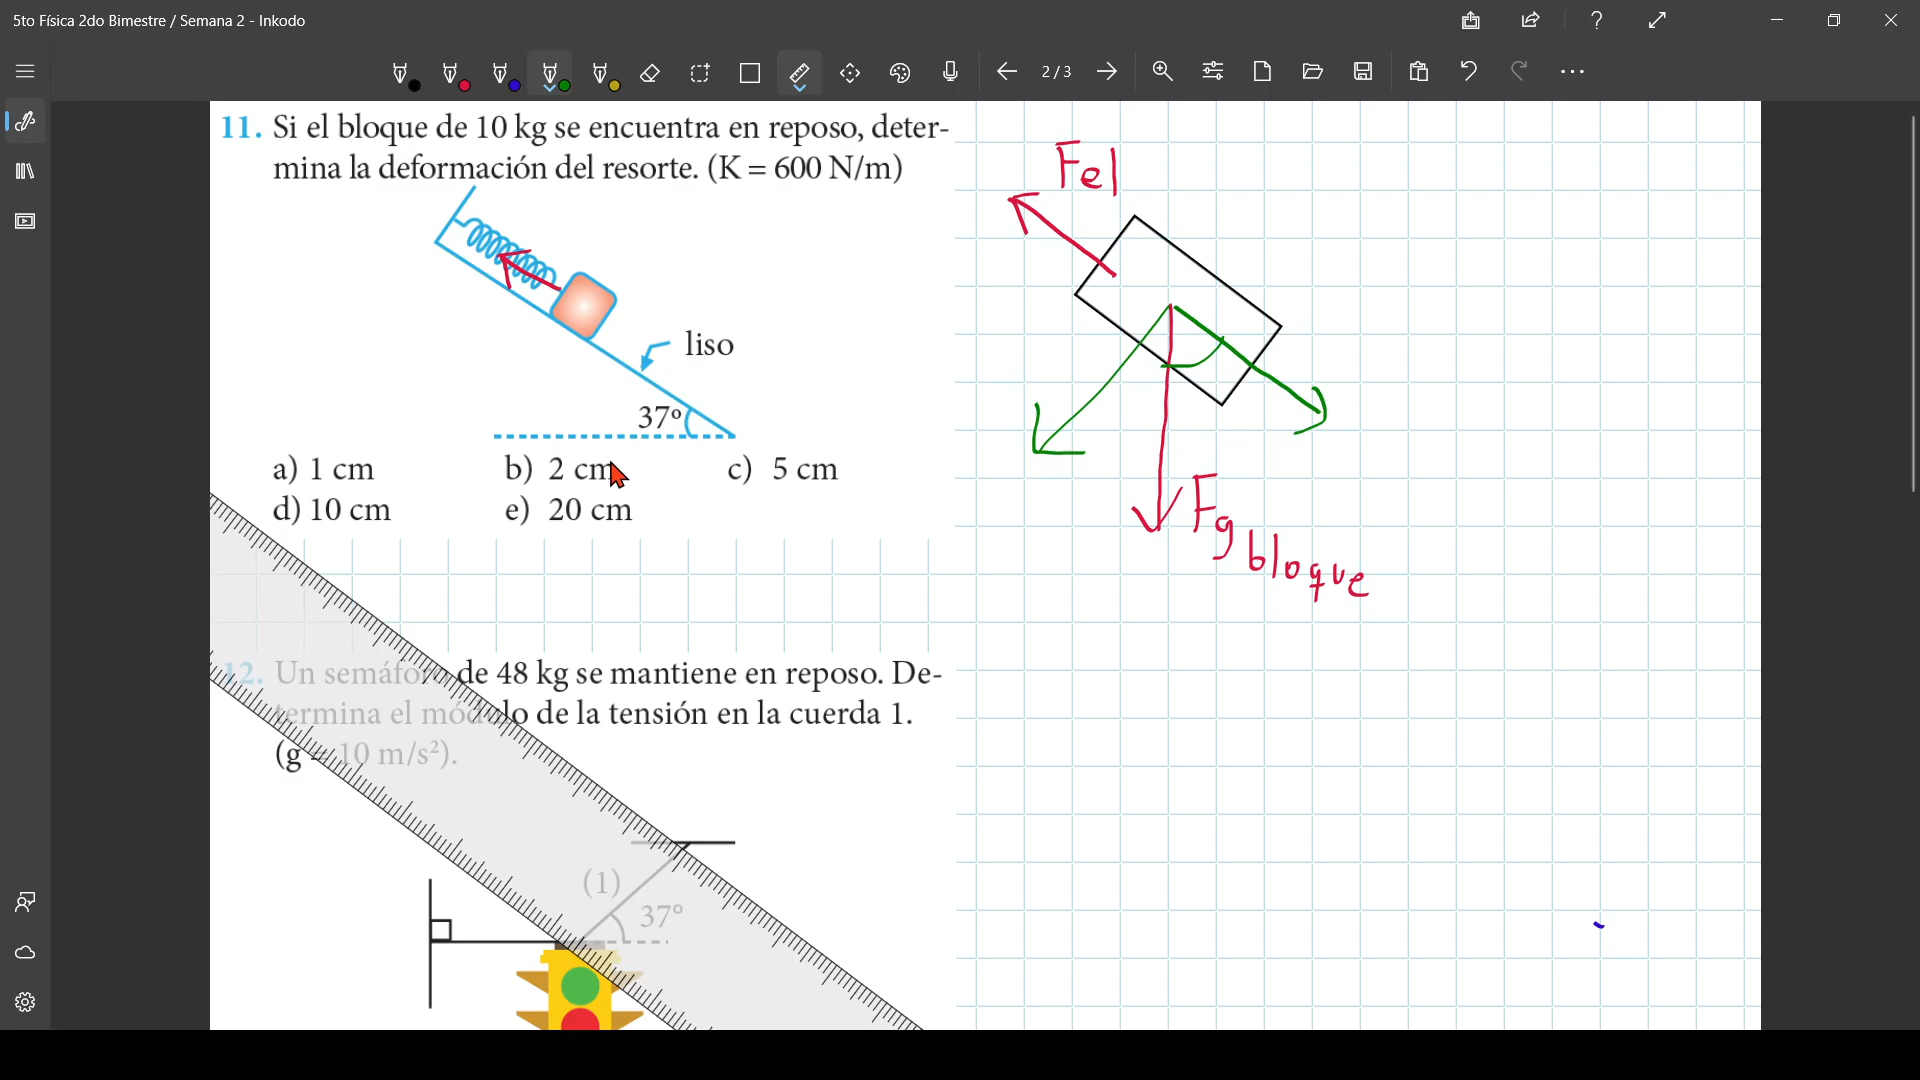 5to Física 2do Bimestre / Semana 2 - Inkodo
2/3
11. Si el bloque de 10 kg se encuentra en reposo, deter-
mina la deformación del resorte. (K = 600 N/m)
liso
37º
a) 1 cm b) 2 cm c) 5 cm
d) 10 cm e) 20 cm
Fel
Fg bloque
12. Un semáforo de 48 kg se mantiene en reposo. De-
termina el módulo de la tensión en la cuerda 1.
(g = 10 m/s²).
(1)
37º